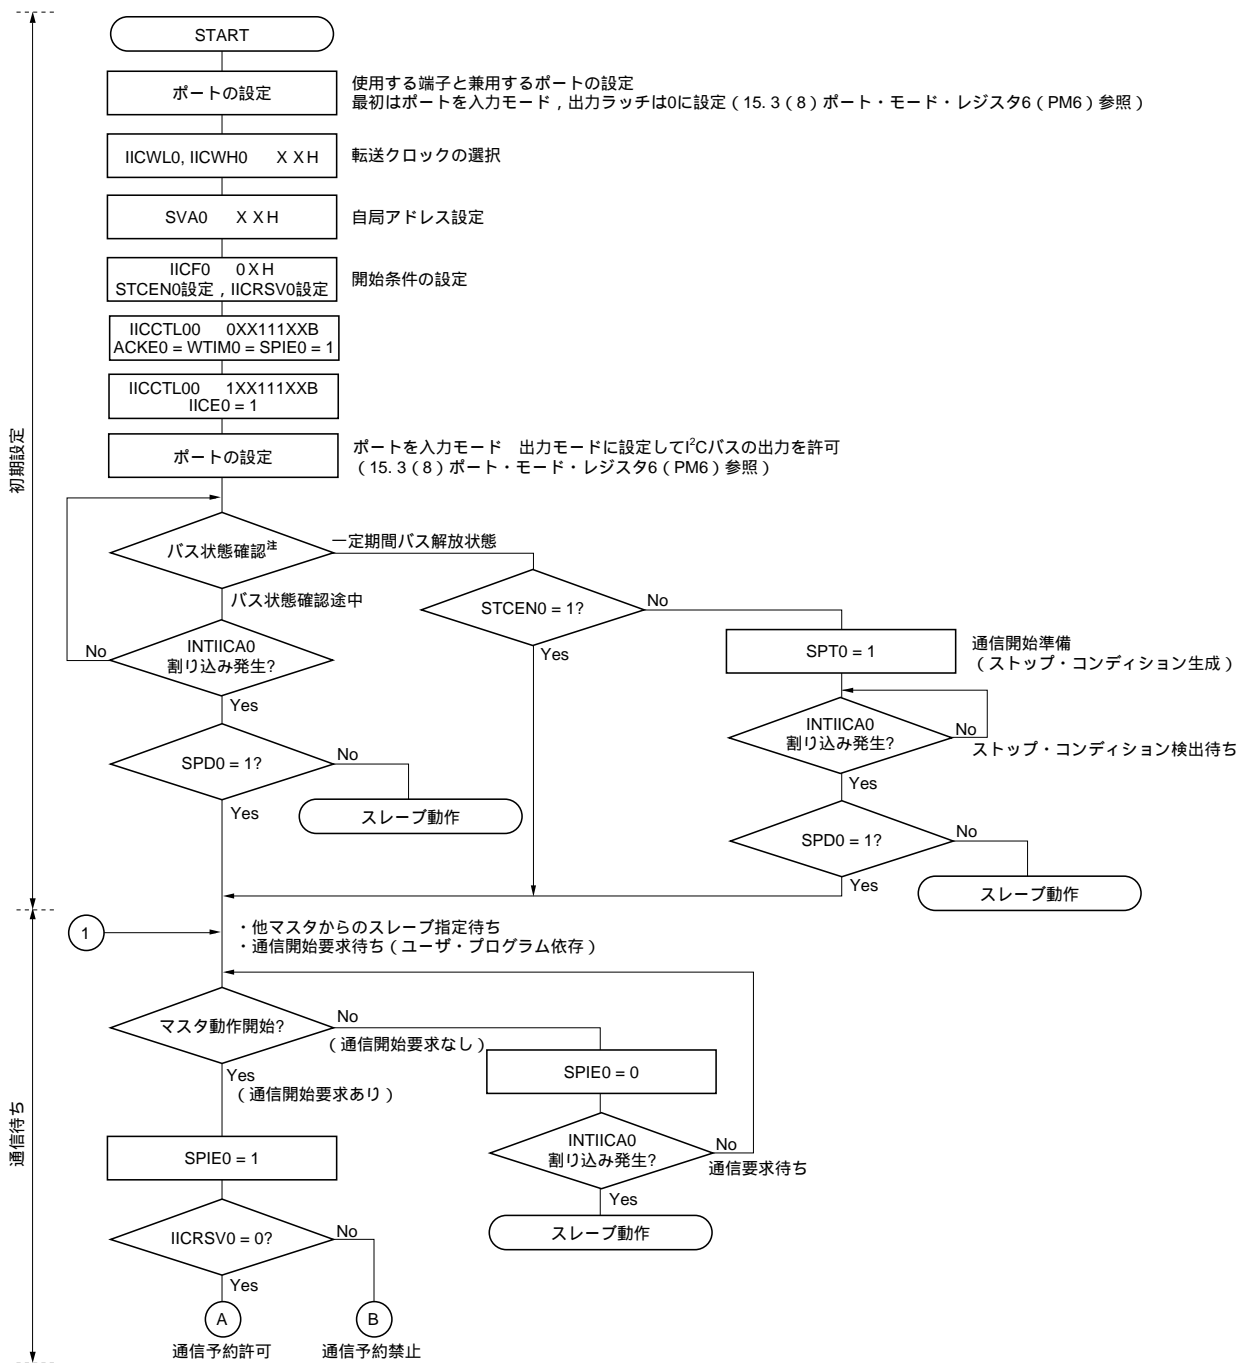 START
ポートの設定
使用する端子と兼用するポートの設定
最初はポートを入力モード，出力ラッチは0に設定（15. 3（8）ポート・モード・レジスタ6（PM6）参照）
IICWL0, IICWH0 XXH
転送クロックの選択
SVA0 XXH
自局アドレス設定
IICF0 0XH
STCEN0設定，IICRSV0設定
開始条件の設定
IICCTL00 0XX111XXB
ACKE0 = WTIM0 = SPIE0 = 1
IICCTL00 1XX111XXB
IICE0 = 1
ポートの設定
ポートを入力モード 出力モードに設定してI²Cバスの出力を許可
（15. 3（8）ポート・モード・レジスタ6（PM6）参照）
初期設定
バス状態確認注
一定期間バス解放状態
バス状態確認途中
STCEN0 = 1?
No
Yes
SPT0 = 1
通信開始準備
（ストップ・コンディション生成）
No
INTIICA0
割り込み発生?
Yes
INTIICA0
割り込み発生?
No
ストップ・コンディション検出待ち
Yes
SPD0 = 1?
No
Yes
スレーブ動作
SPD0 = 1?
No
Yes
スレーブ動作
1
・他マスタからのスレーブ指定待ち
・通信開始要求待ち（ユーザ・プログラム依存）
通信待ち
マスタ動作開始?
No
（通信開始要求なし）
Yes
（通信開始要求あり）
SPIE0 = 0
INTIICA0
割り込み発生?
No
通信要求待ち
Yes
スレーブ動作
SPIE0 = 1
IICRSV0 = 0?
No
Yes
A
B
通信予約許可
通信予約禁止